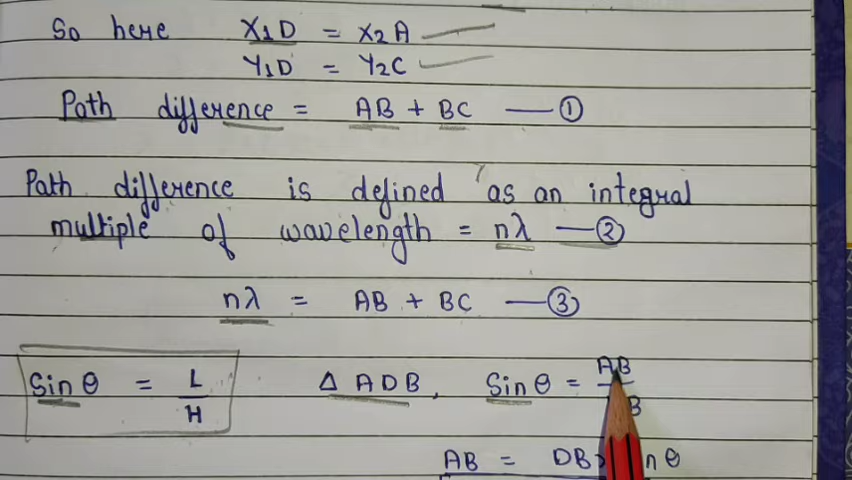 So here X1D = X2A
Y1D = Y2C
Path difference = AB + BC —— ①
Path difference is defined as an integral
multiple of wavelength = nλ —— ②
nλ = AB + BC —— ③
Sin θ = L/H Δ ADB, Sin θ = AB/ B
AB = DB n θ